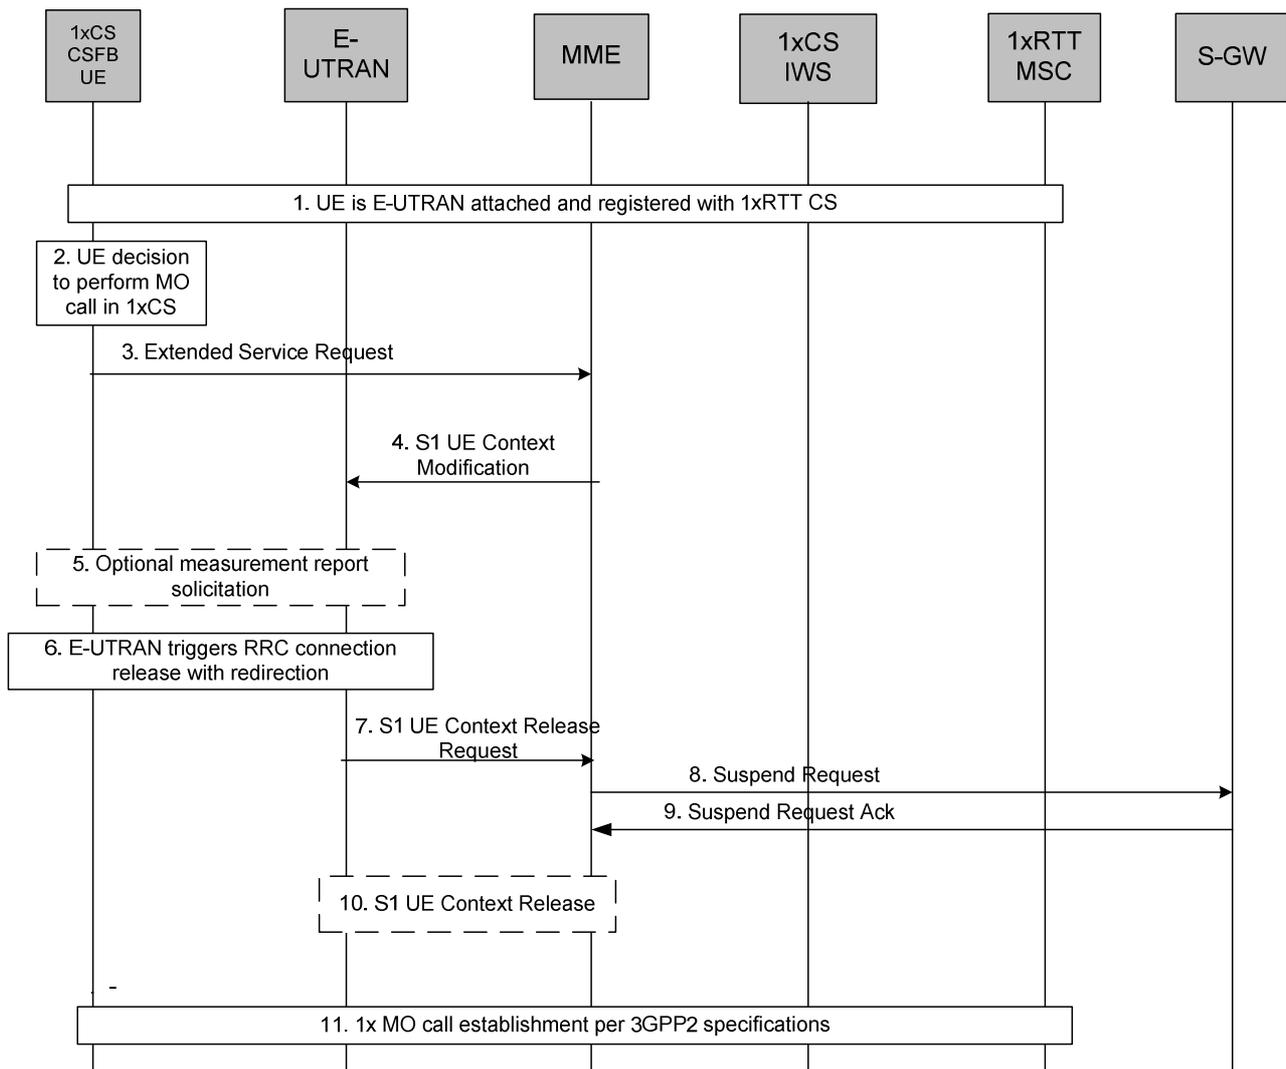 1xCS
CSFB
UE
E-
UTRAN
MME
1xCS
IWS
1xRTT
MSC
S-GW
1. UE is E-UTRAN attached and registered with 1xRTT CS
2. UE decision
to perform MO
call in 1xCS
3. Extended Service Request
4. S1 UE Context
Modification
5. Optional measurement report
solicitation
6. E-UTRAN triggers RRC connection
release with redirection
7. S1 UE Context Release
Request
8. Suspend Request
9. Suspend Request Ack
10. S1 UE Context Release
. -
11. 1x MO call establishment per 3GPP2 specifications